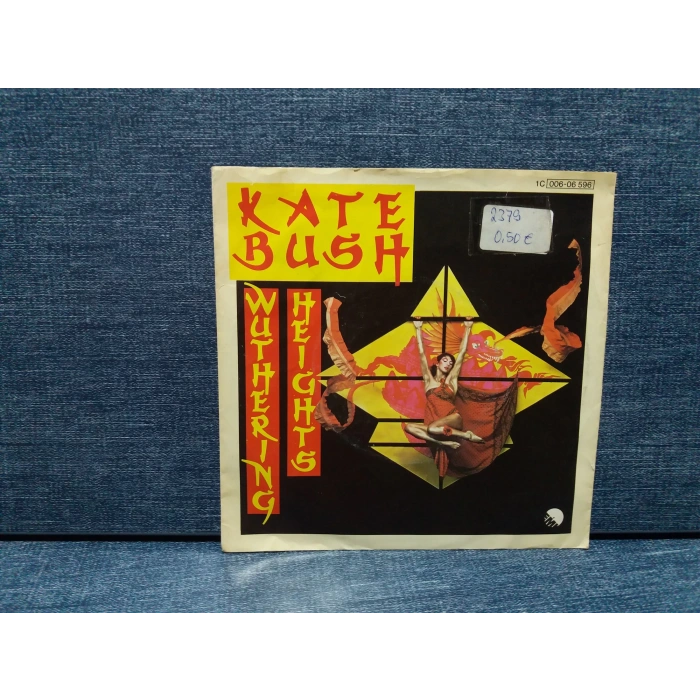 1C 006-06 596
KATE
BUSH
2379
0,50 €
WUTHERING
HEIGHTS